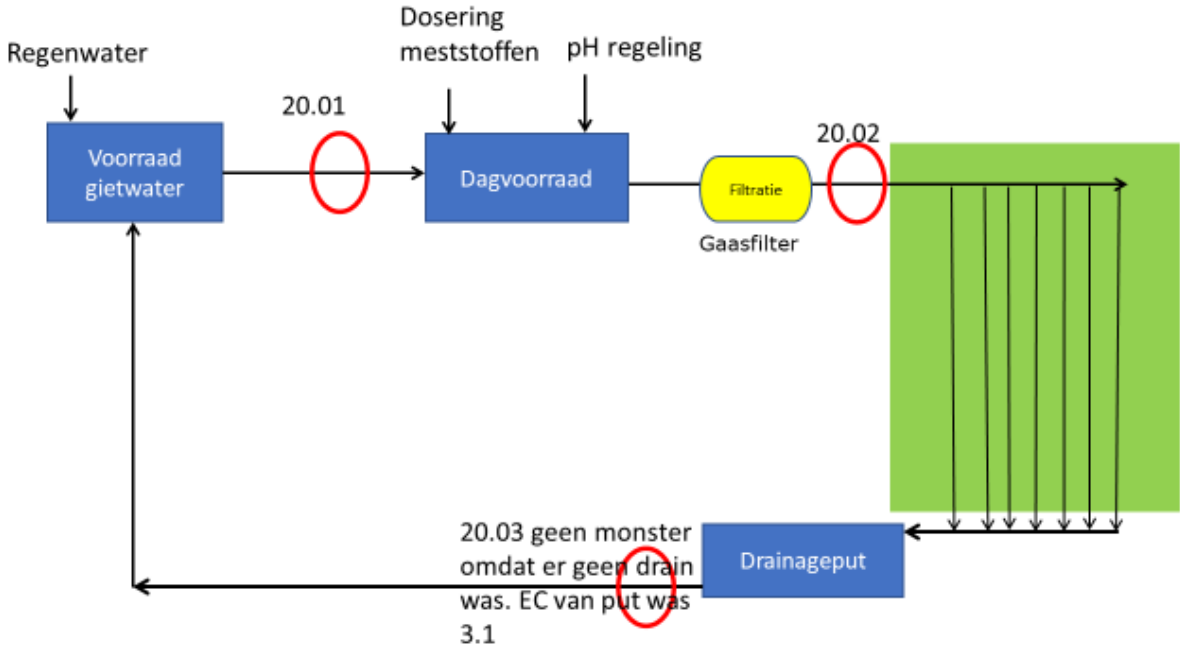 Regenwater
Dosering
meststoffen
pH regeling
20.01
20.02
Voorraad
gietwater
Dagvoorraad
Filtratie
Gaasfilter
20.03 geen monster
omdat er geen drain
was. EC van put was
3.1
Drainageput